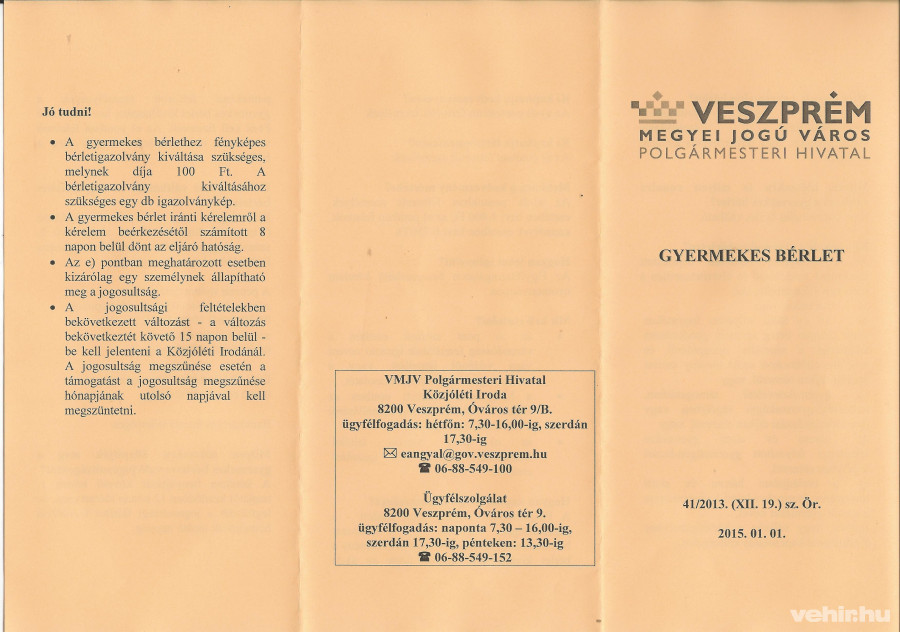 Jó tudni!
• A gyermekes bérlethez fényképes
bérletigazolvány kiváltása szükséges,
melynek díja 100 Ft. A
bérletigazolvány kiváltásához
szükséges egy db igazolványkép.
• A gyermekes bérlet iránti kérelemről a
kérelem beérkezésétől számított 8
napon belül dönt az eljáró hatóság.
• Az e) pontban meghatározott esetben
kizárólag egy személynek állapítható
meg a jogosultság.
• A jogosultsági feltételekben
bekövetkezett változást - a változás
bekövetkeztét követő 15 napon belül -
be kell jelenteni a Közjóléti Irodánál.
A jogosultság megszűnése esetén a
támogatást a jogosultság megszűnése
hónapjának utolsó napjával kell
megszüntetni.
VMJV Polgármesteri Hivatal
Közjóléti Iroda
8200 Veszprém, Óváros tér 9/B.
ügyfélfogadás: hétfőn: 7,30-16,00-ig, szerdán
17,30-ig
✉ eangyal@gov.veszprem.hu
☎ 06-88-549-100
Ügyfélszolgálat
8200 Veszprém, Óváros tér 9.
ügyfélfogadás: naponta 7,30 – 16,00-ig,
szerdán 17,30-ig, pénteken: 13,30-ig
☎ 06-88-549-152
VESZPRÉM
MEGYEI JOGÚ VÁROS
POLGÁRMESTERI HIVATAL
GYERMEKES BÉRLET
41/2013. (XII. 19.) sz. Ör.
2015. 01. 01.
vehir.hu